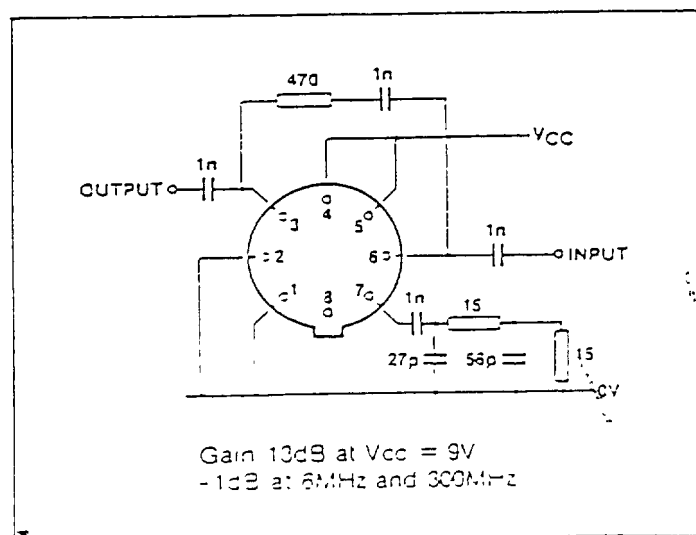 470 1n
VCC
1n
OUTPUT
3 4 5
1n
2 6
INPUT
1 8 7
1n 15
27p 56p 15
0V
Gain 13dB at Vcc = 9V
-1dB at 6MHz and 300MHz